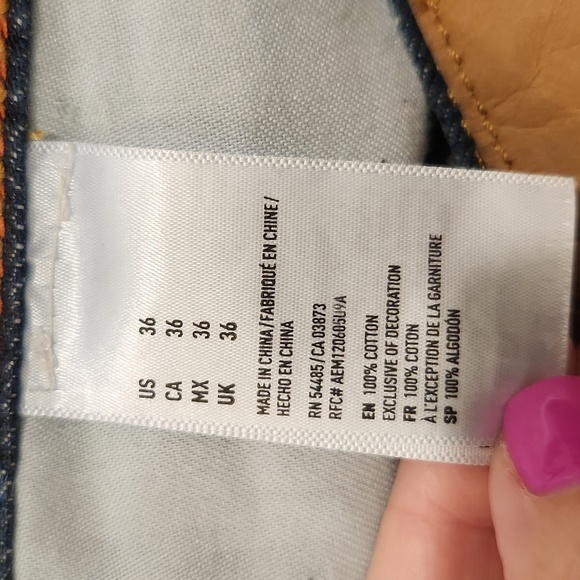 US 36
CA 36
MX 36
UK 36
MADE IN CHINA/FABRIQUÉ EN CHINE/
HECHO EN CHINA
RN 54485/CA 03873
RFC# AEM120605U9A
EN 100% COTTON
EXCLUSIVE OF DECORATION
FR 100% COTON
À L'EXCEPTION DE LA GARNITURE
SP 100% ALGODÓN